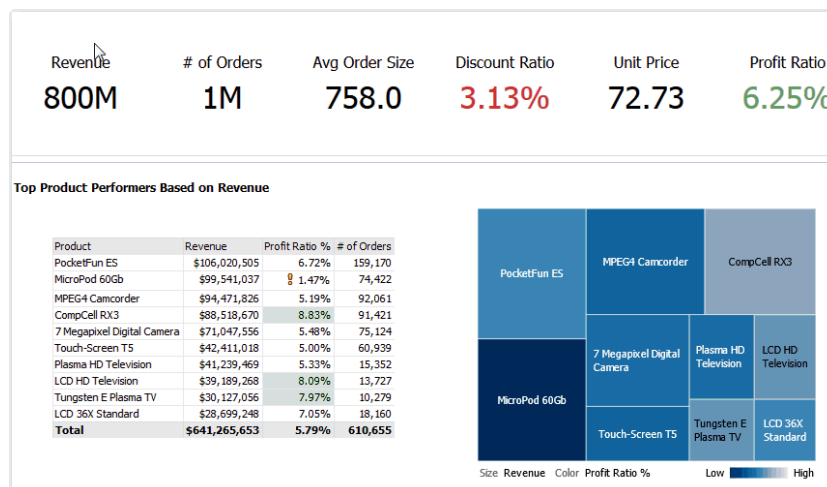 Revenue # of Orders Avg Order Size Discount Ratio Unit Price Profit Ratio
800M 1M 758.0 3.13% 72.73 6.25%
Top Product Performers Based on Revenue
Product Revenue Profit Ratio % # of Orders
PocketFun ES $106,020,505 6.72% 159,170
MicroPod 60Gb $99,541,037 1.47% 74,422
MPEG4 Camcorder $94,471,826 5.19% 92,061
CompCell RX3 $88,518,670 8.83% 91,421
7 Megapixel Digital Camera $71,047,556 5.48% 75,124
Touch-Screen T5 $42,411,018 5.00% 60,939
Plasma HD Television $41,239,469 5.33% 15,352
LCD HD Television $39,189,268 8.09% 13,727
Tungsten E Plasma TV $30,127,056 7.97% 10,279
LCD 36X Standard $28,699,248 7.05% 18,160
Total $641,265,653 5.79% 610,655
PocketFun ES
MPEG4 Camcorder
CompCell RX3
MicroPod 60Gb
7 Megapixel Digital
Camera
Plasma HD
Television
LCD HD
Television
Touch-Screen T5
Tungsten E
Plasma TV
LCD 36X
Standard
Size Revenue Color Profit Ratio % Low High